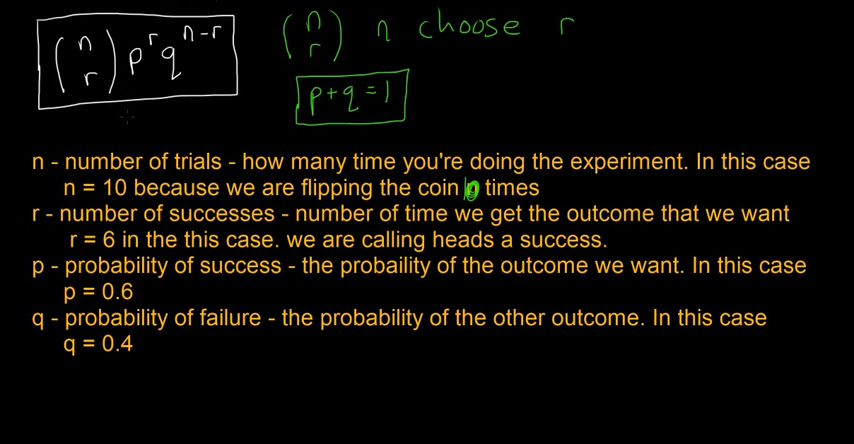 (n r) p^r q^(n-r)
(n r) n choose r
p+q=1
n - number of trials - how many time you're doing the experiment. In this case
n = 10 because we are flipping the coin 10 times
r - number of successes - number of time we get the outcome that we want
r = 6 in the this case. we are calling heads a success.
p - probability of success - the probaility of the outcome we want. In this case
p = 0.6
q - probability of failure - the probability of the other outcome. In this case
q = 0.4